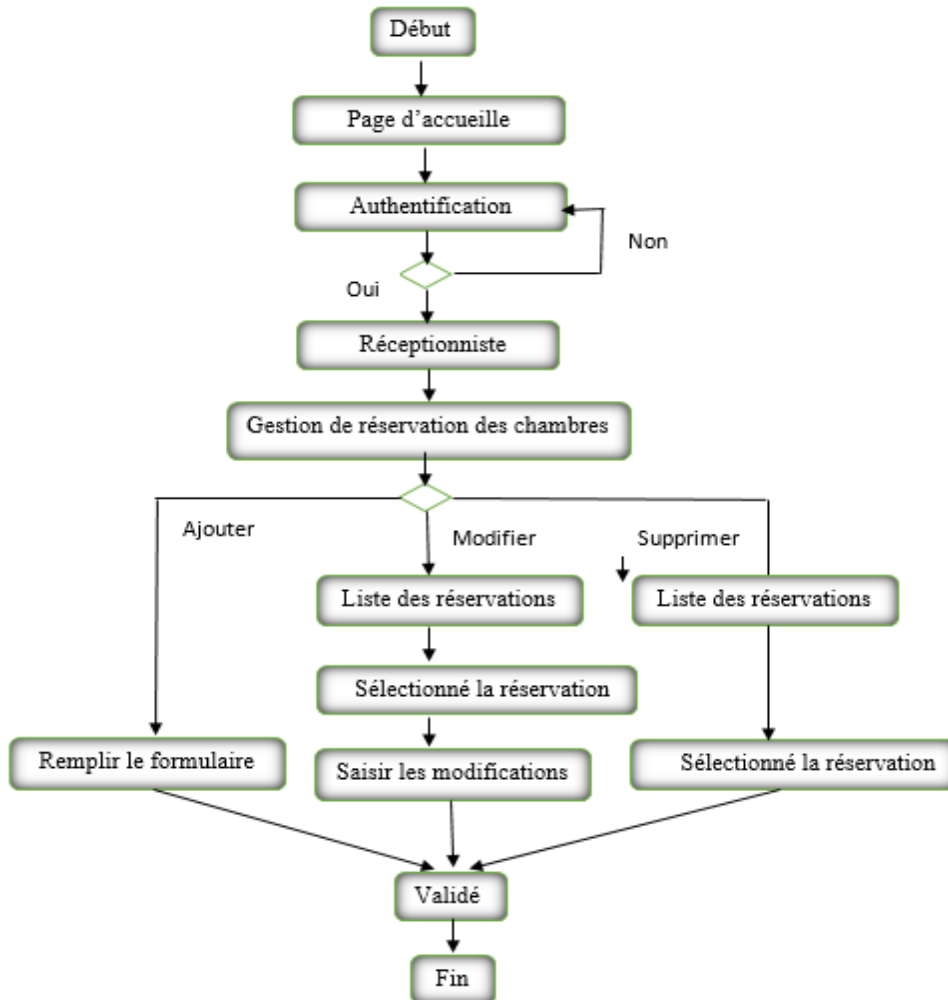 Début
Page d'accueille
Authentification
Non
Oui
Réceptionniste
Gestion de réservation des chambres
Ajouter
Modifier
Supprimer
Liste des réservations
Liste des réservations
Sélectionné la réservation
Remplir le formulaire
Saisir les modifications
Sélectionné la réservation
Validé
Fin